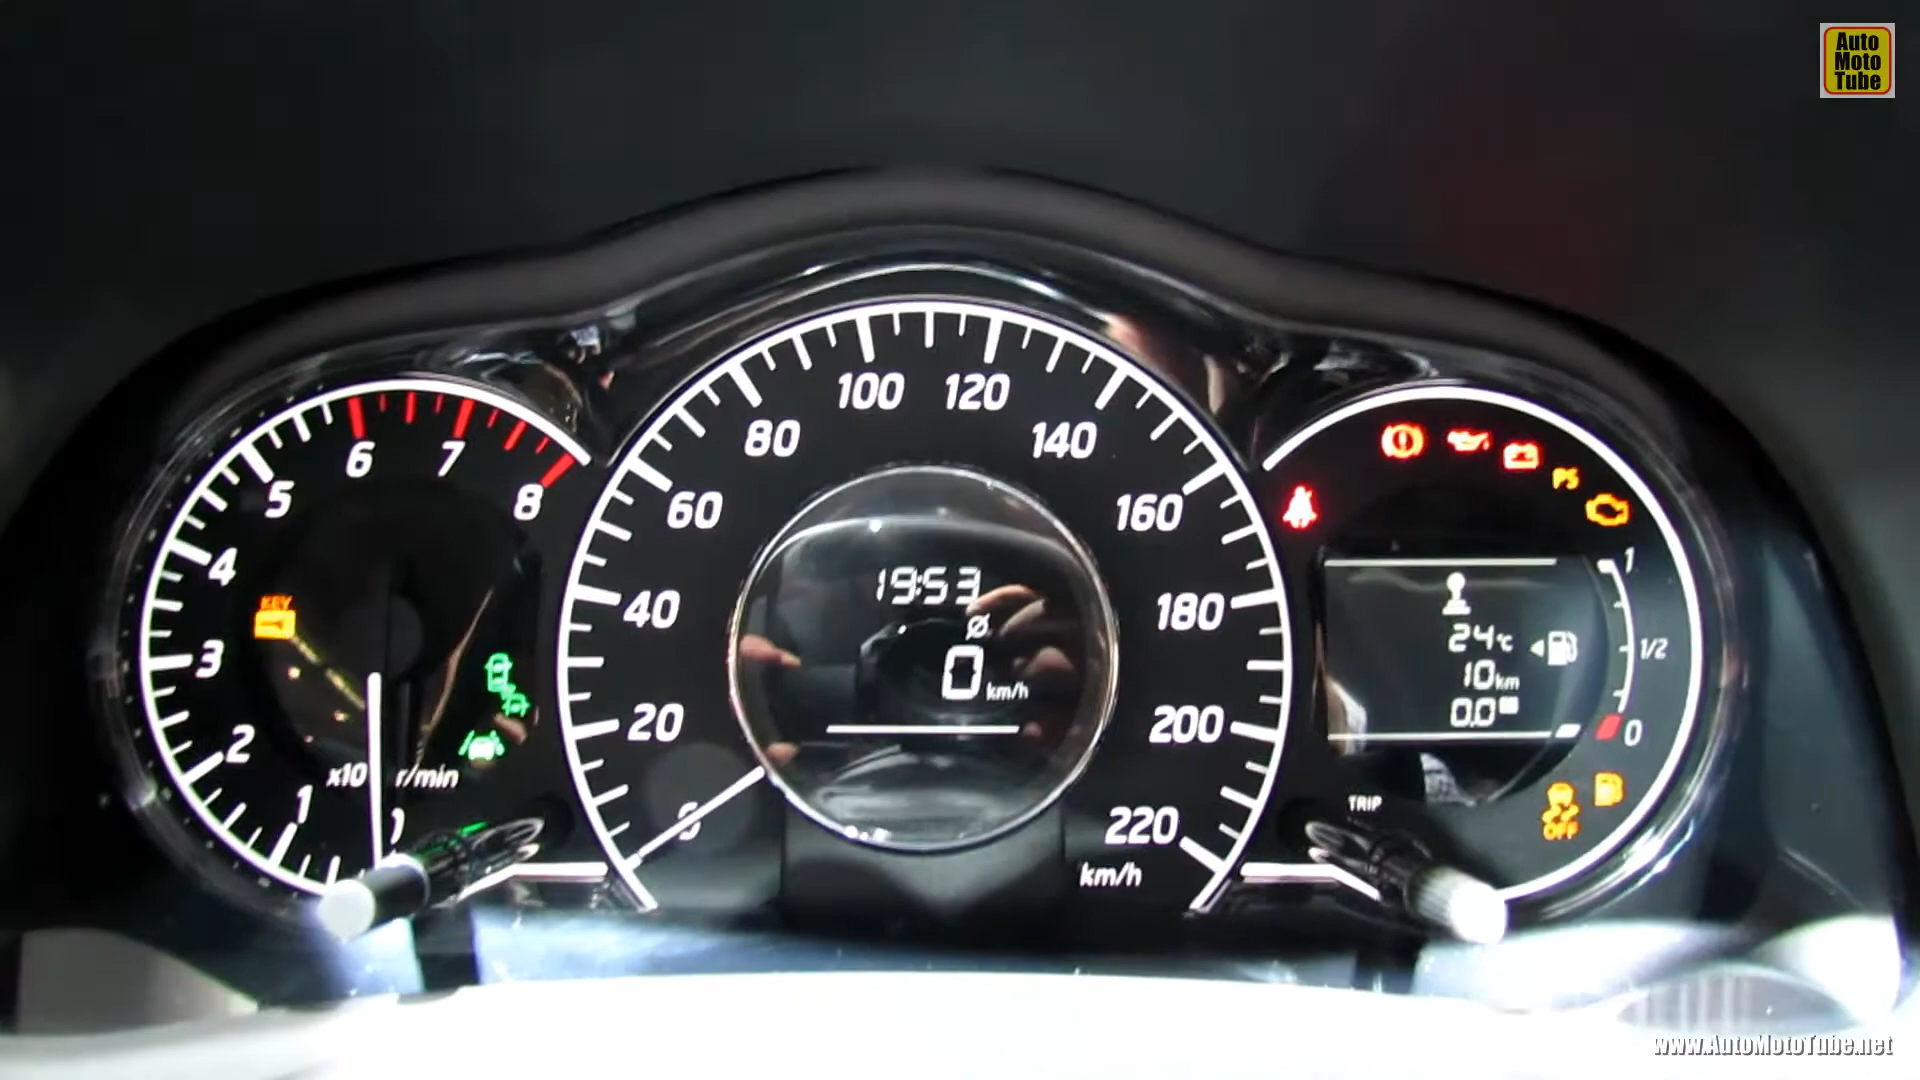 Auto
Moto
Tube
100 120
80 140
60 160
40 180
20 200
0 220
km/h
6 7
5 8
4
3
2
1
x10 r/min
KEY
19:53
Ø
0 km/h
PS
1
24°C
1/2
10km
0.0
0
TRIP
OFF
www.AutoMotoTube.net